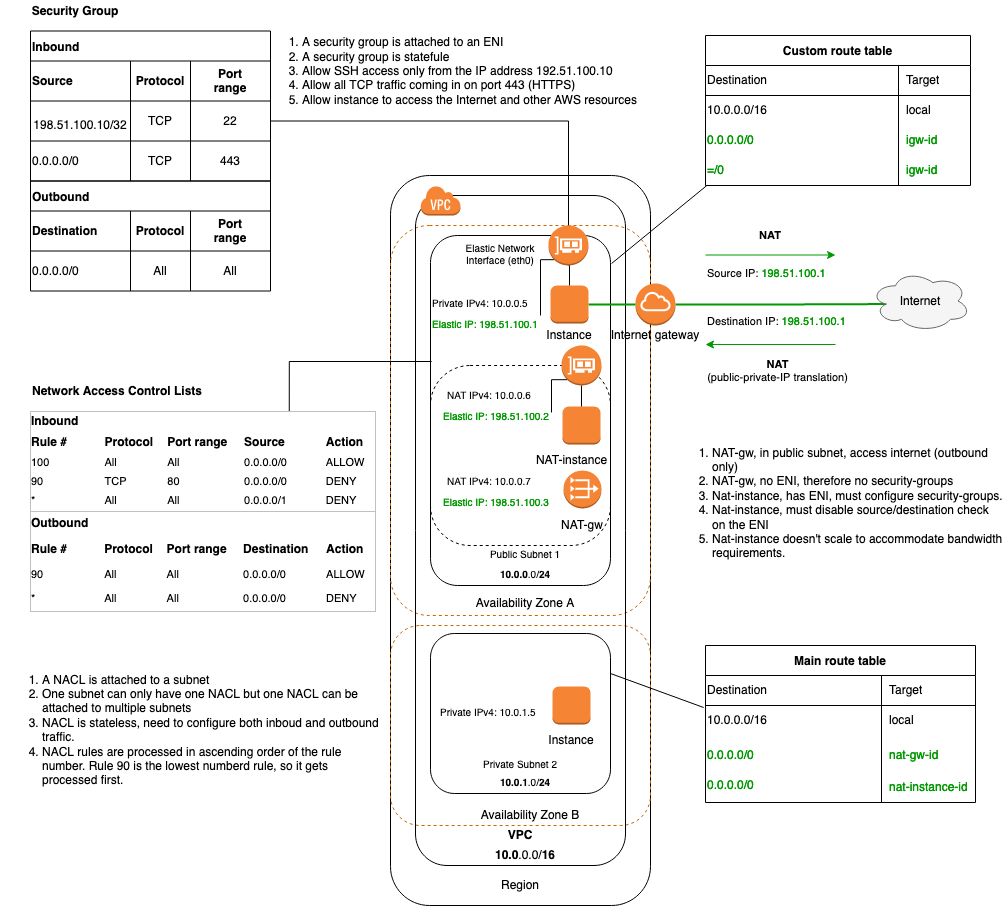 Security Group
Inbound
Source Protocol Port range
198.51.100.10/32 TCP 22
0.0.0.0/0 TCP 443
Outbound
Destination Protocol Port range
0.0.0.0/0 All All
1. A security group is attached to an ENI
2. A security group is statefule
3. Allow SSH access only from the IP address 192.51.100.10
4. Allow all TCP traffic coming in on port 443 (HTTPS)
5. Allow instance to access the Internet and other AWS resources
Custom route table
Destination Target
10.0.0.0/16 local
0.0.0.0/0 igw-id
=/0 igw-id
VPC
Elastic Network
Interface (eth0)
Private IPv4: 10.0.0.5
Elastic IP: 198.51.100.1
Instance
Internet gateway
NAT
Source IP: 198.51.100.1
Internet
Destination IP: 198.51.100.1
NAT
(public-private-IP translation)
NAT IPv4: 10.0.0.6
Elastic IP: 198.51.100.2
NAT-instance
NAT IPv4: 10.0.0.7
Elastic IP: 198.51.100.3
NAT-gw
Public Subnet 1
10.0.0.0/24
Availability Zone A
Network Access Control Lists
Inbound
Rule # Protocol Port range Source Action
100 All All 0.0.0.0/0 ALLOW
90 TCP 80 0.0.0.0/0 DENY
* All All 0.0.0.0/1 DENY
Outbound
Rule # Protocol Port range Destination Action
90 All All 0.0.0.0/0 ALLOW
* All All 0.0.0.0/0 DENY
1. NAT-gw, in public subnet, access internet (outbound
only)
2. NAT-gw, no ENI, therefore no security-groups
3. Nat-instance, has ENI, must configure security-groups.
4. Nat-instance, must disable source/destination check
on the ENI
5. Nat-instance doesn't scale to accommodate bandwidth
requirements.
1. A NACL is attached to a subnet
2. One subnet can only have one NACL but one NACL can be
attached to multiple subnets
3. NACL is stateless, need to configure both inboud and outbound
traffic.
4. NACL rules are processed in ascending order of the rule
number. Rule 90 is the lowest numberd rule, so it gets
processed first.
Private IPv4: 10.0.1.5
Instance
Private Subnet 2
10.0.1.0/24
Availability Zone B
VPC
10.0.0.0/16
Region
Main route table
Destination Target
10.0.0.0/16 local
0.0.0.0/0 nat-gw-id
0.0.0.0/0 nat-instance-id